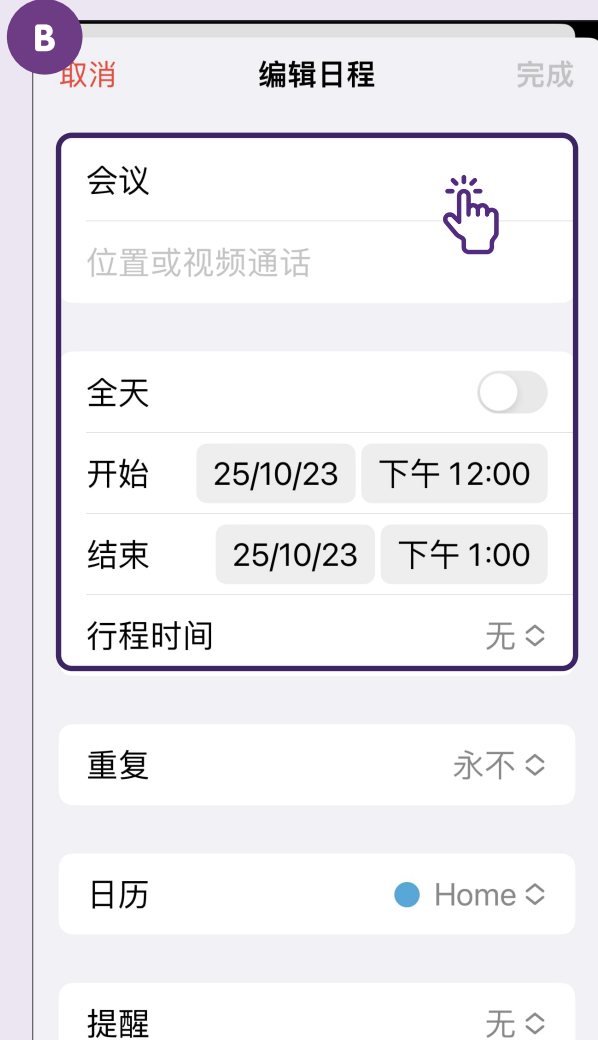 B
取消 编辑日程 完成
会议
位置或视频通话
全天
开始 25/10/23 下午 12:00
结束 25/10/23 下午 1:00
行程时间 无
重复 永不
日历 Home
提醒 无